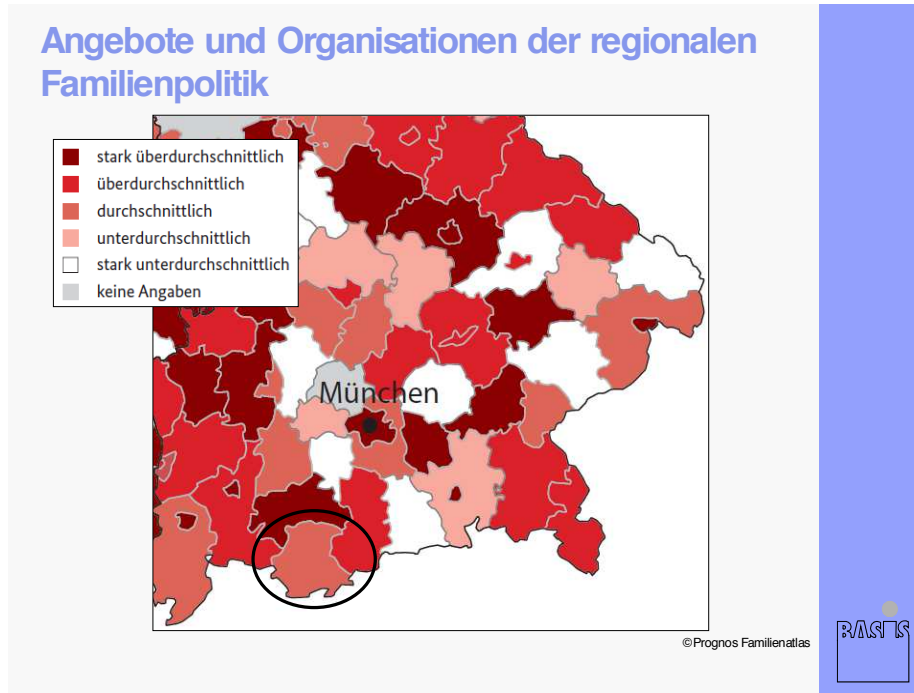 Angebote und Organisationen der regionalen
Familienpolitik
stark überdurchschnittlich
überdurchschnittlich
durchschnittlich
unterdurchschnittlich
stark unterdurchschnittlich
keine Angaben
München
©Prognos Familienatlas
BASIS